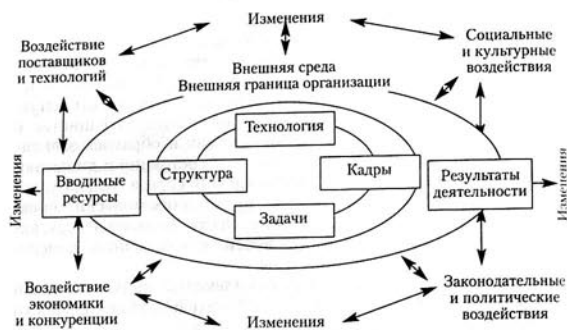 Изменения
Воздействие
поставщиков
и технологий
Социальные
и культурные
воздействия
Внешняя среда
Внешняя граница организации
Технология
Изменения
Вводимые
ресурсы
Структура
Кадры
Результаты
деятельности
Изменения
Задачи
Воздействие
экономики
и конкуренции
Законодательные
и политические
воздействия
Изменения